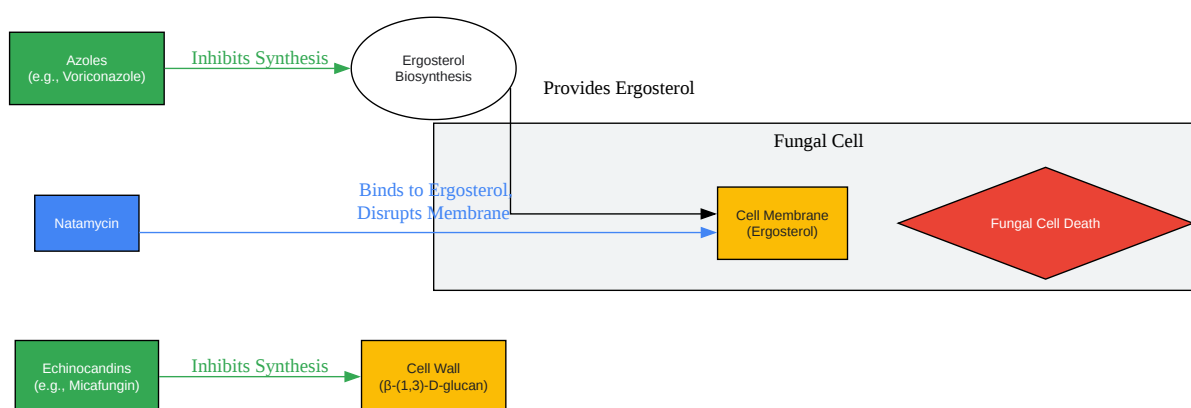 Azoles
(e.g., Voriconazole)
Inhibits Synthesis
Ergosterol
Biosynthesis
Provides Ergosterol
Fungal Cell
Natamycin
Binds to Ergosterol,
Disrupts Membrane
Cell Membrane
(Ergosterol)
Fungal Cell Death
Echinocandins
(e.g., Micafungin)
Inhibits Synthesis
Cell Wall
(β-(1,3)-D-glucan)